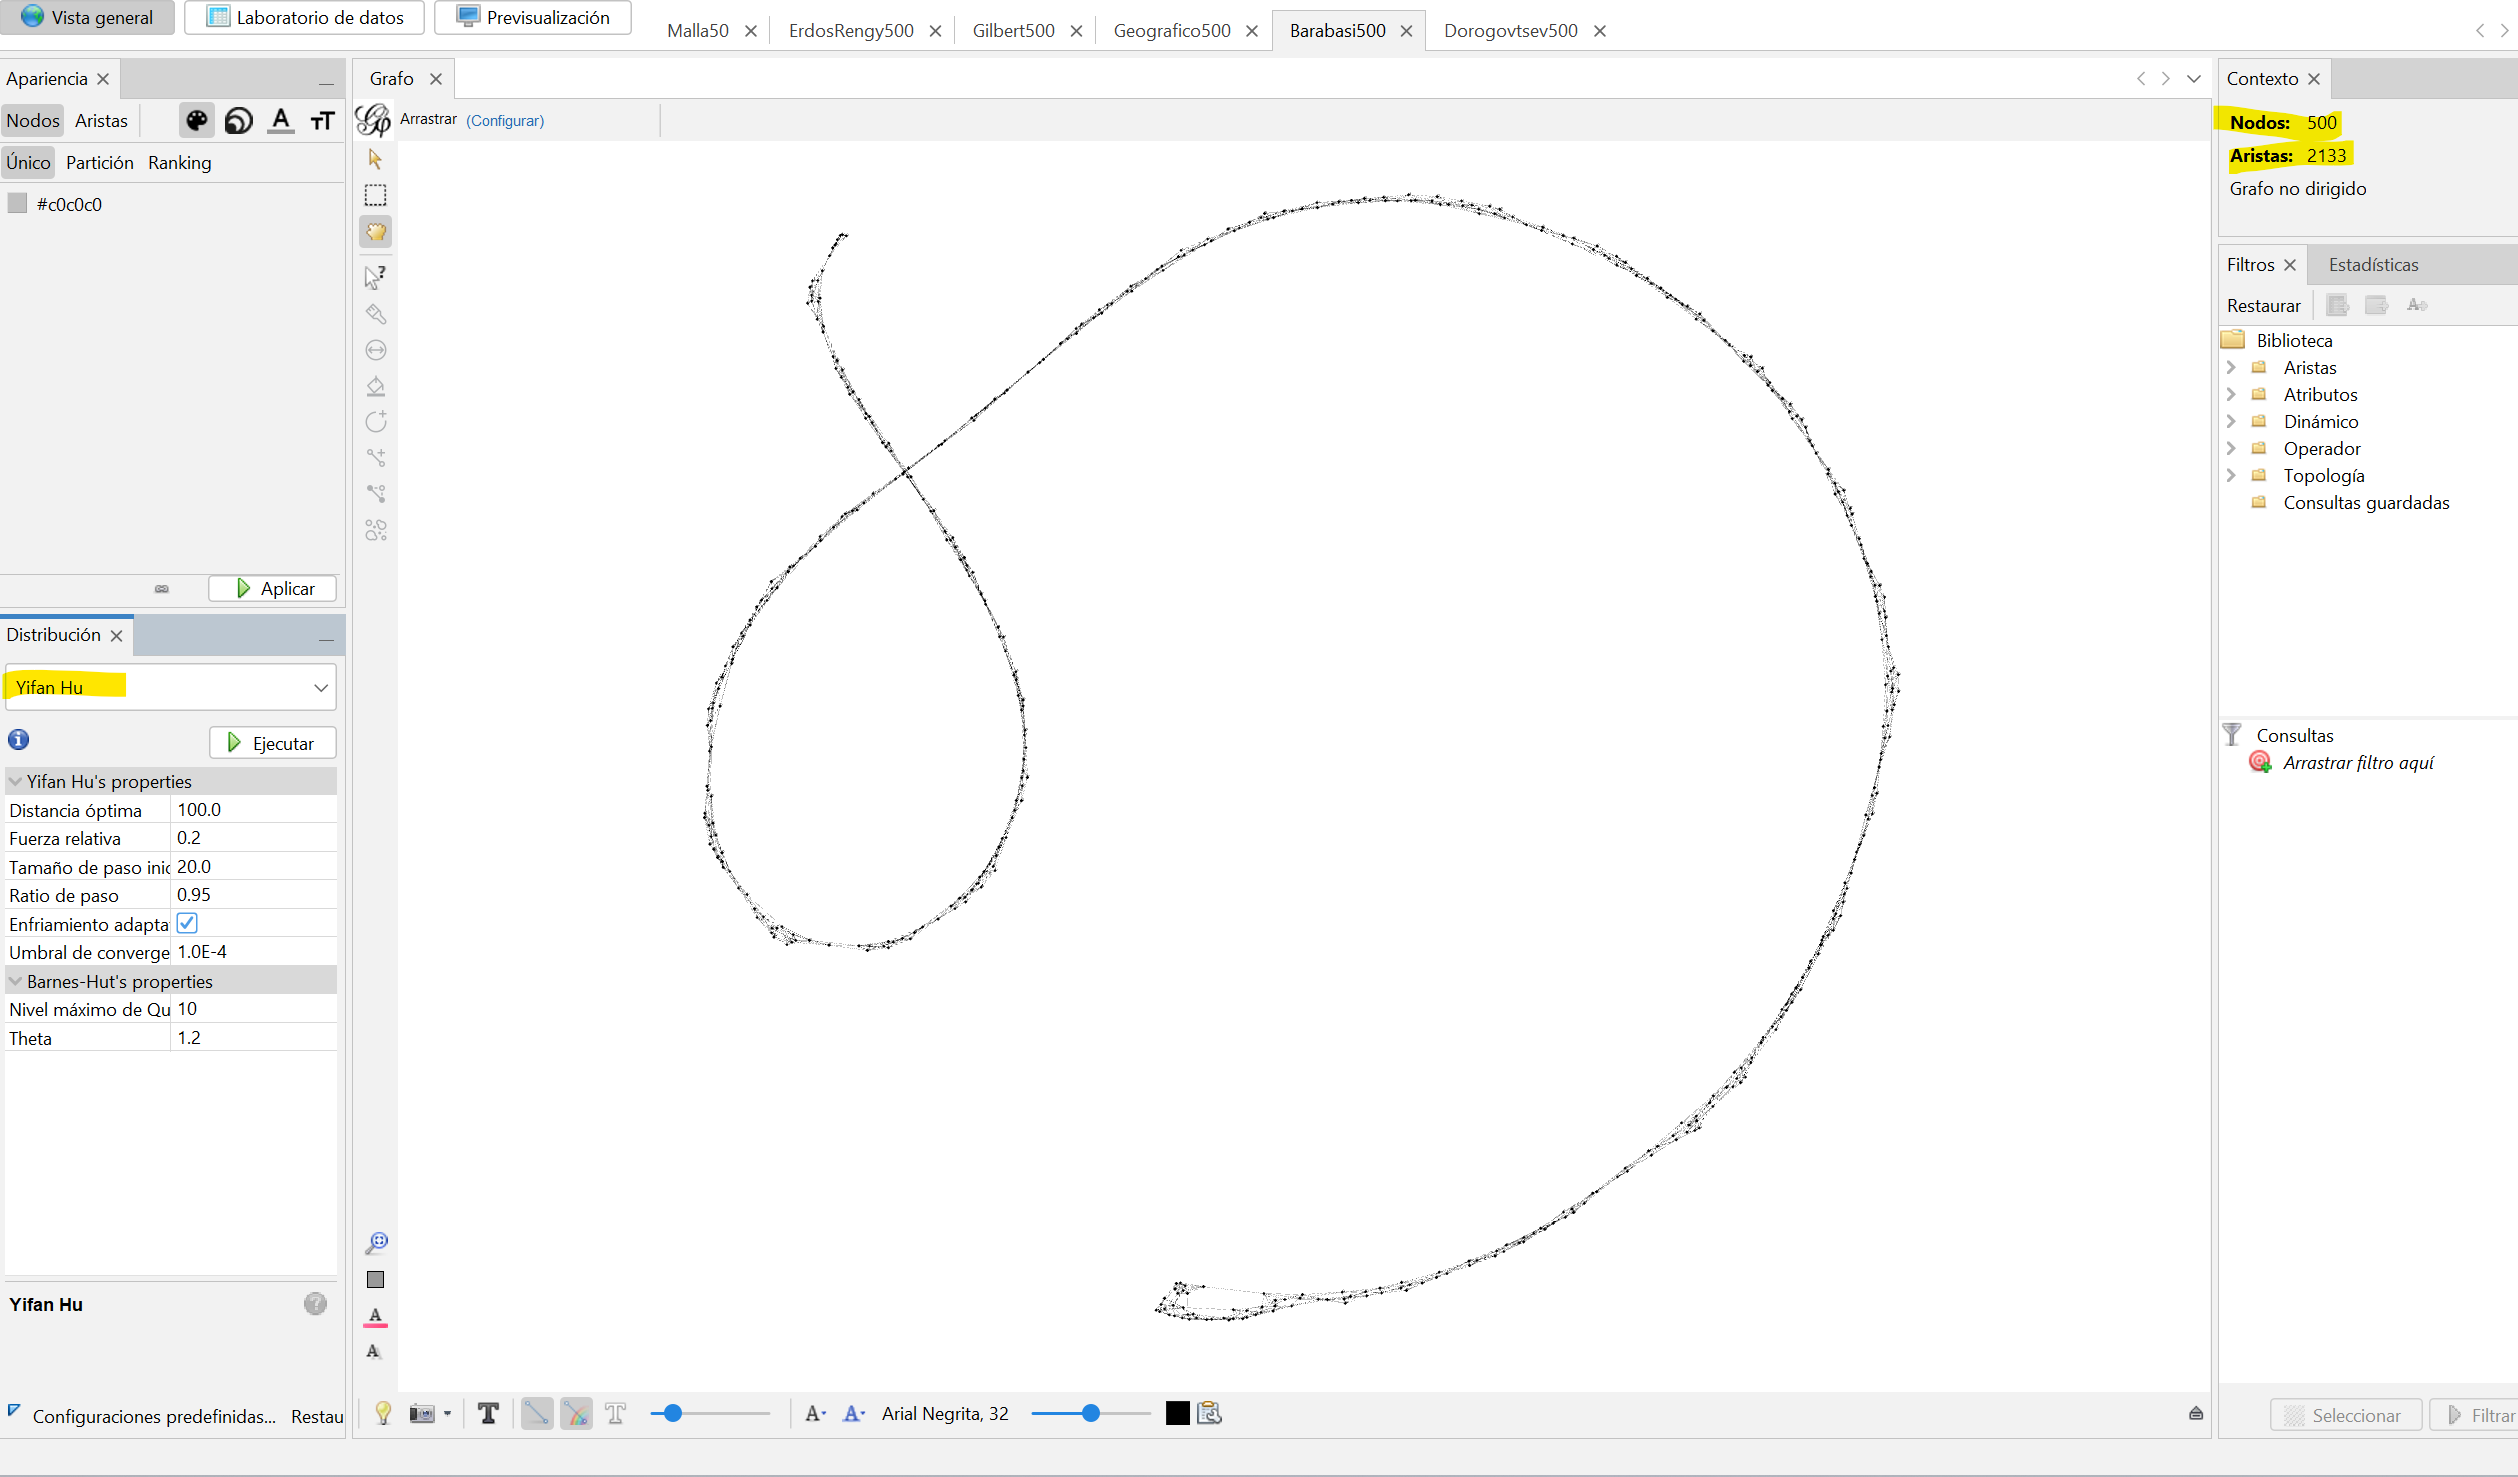 Vista general
Laboratorio de datos
Previsualización
Malla50
ErdosRengy500
Gilbert500
Geografico500
Barabasi500
Dorogovtsev500
Apariencia
Nodos Aristas
Único Partición Ranking
#c0c0c0
Aplicar
Distribución
Yifan Hu
Ejecutar
Yifan Hu's properties
Distancia óptima 100.0
Fuerza relativa 0.2
Tamaño de paso inic 20.0
Ratio de paso 0.95
Enfriamiento adapta
Umbral de converge 1.0E-4
Barnes-Hut's properties
Nivel máximo de Qu 10
Theta 1.2
Yifan Hu
Configuraciones predefinidas... Restau
Grafo
Arrastrar (Configurar)
Arial Negrita, 32
Contexto
Nodos: 500
Aristas: 2133
Grafo no dirigido
Filtros Estadísticas
Restaurar
Biblioteca
Aristas
Atributos
Dinámico
Operador
Topología
Consultas guardadas
Consultas
Arrastrar filtro aquí
Seleccionar Filtrar